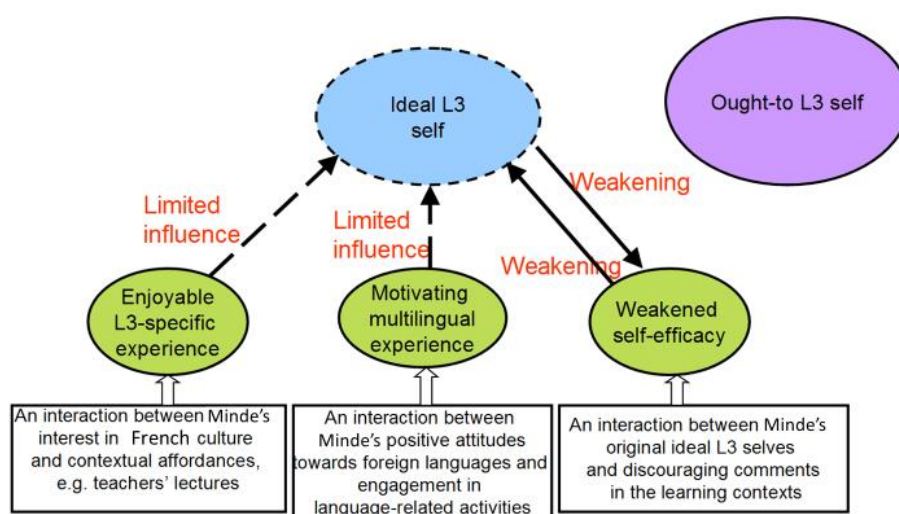 Ideal L3
self
Ought-to L3 self
Weakening
Limited
influence
Limited
influence
Weakening
Enjoyable
L3-specific
experience
Motivating
multilingual
experience
Weakened
self-efficacy
An interaction between Minde's
interest in French culture
and contextual affordances,
e.g. teachers' lectures
An interaction between
Minde's positive attitudes
towards foreign languages and
engagement in
language-related activities
An interaction between Minde's
original ideal L3 selves
and discouraging comments
in the learning contexts